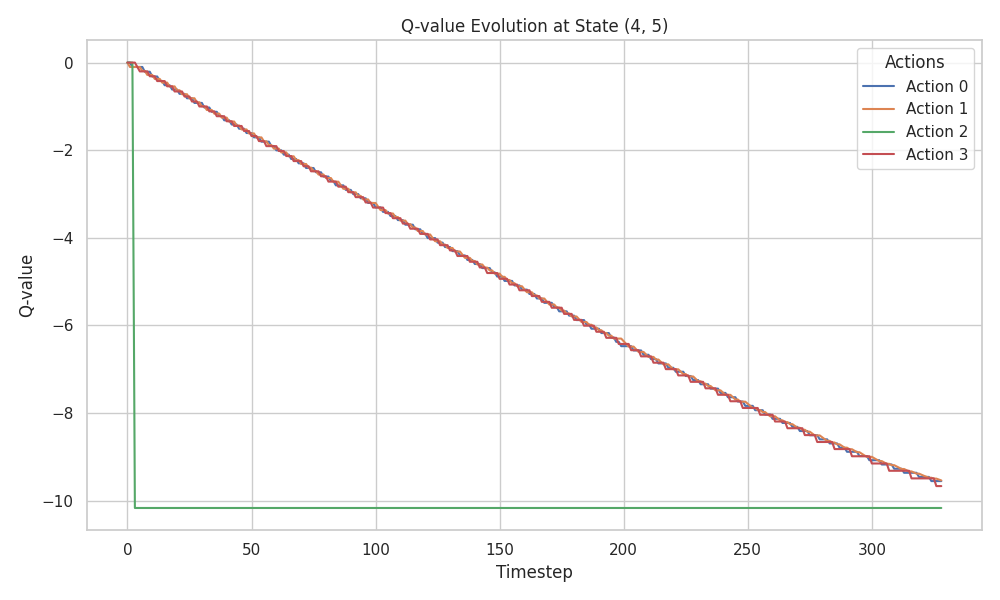 Q-value Evolution at State (4, 5)
Actions
Action 0
Action 1
Action 2
Action 3
Q-value
0
−2
−4
−6
−8
−10
0 50 100 150 200 250 300
Timestep